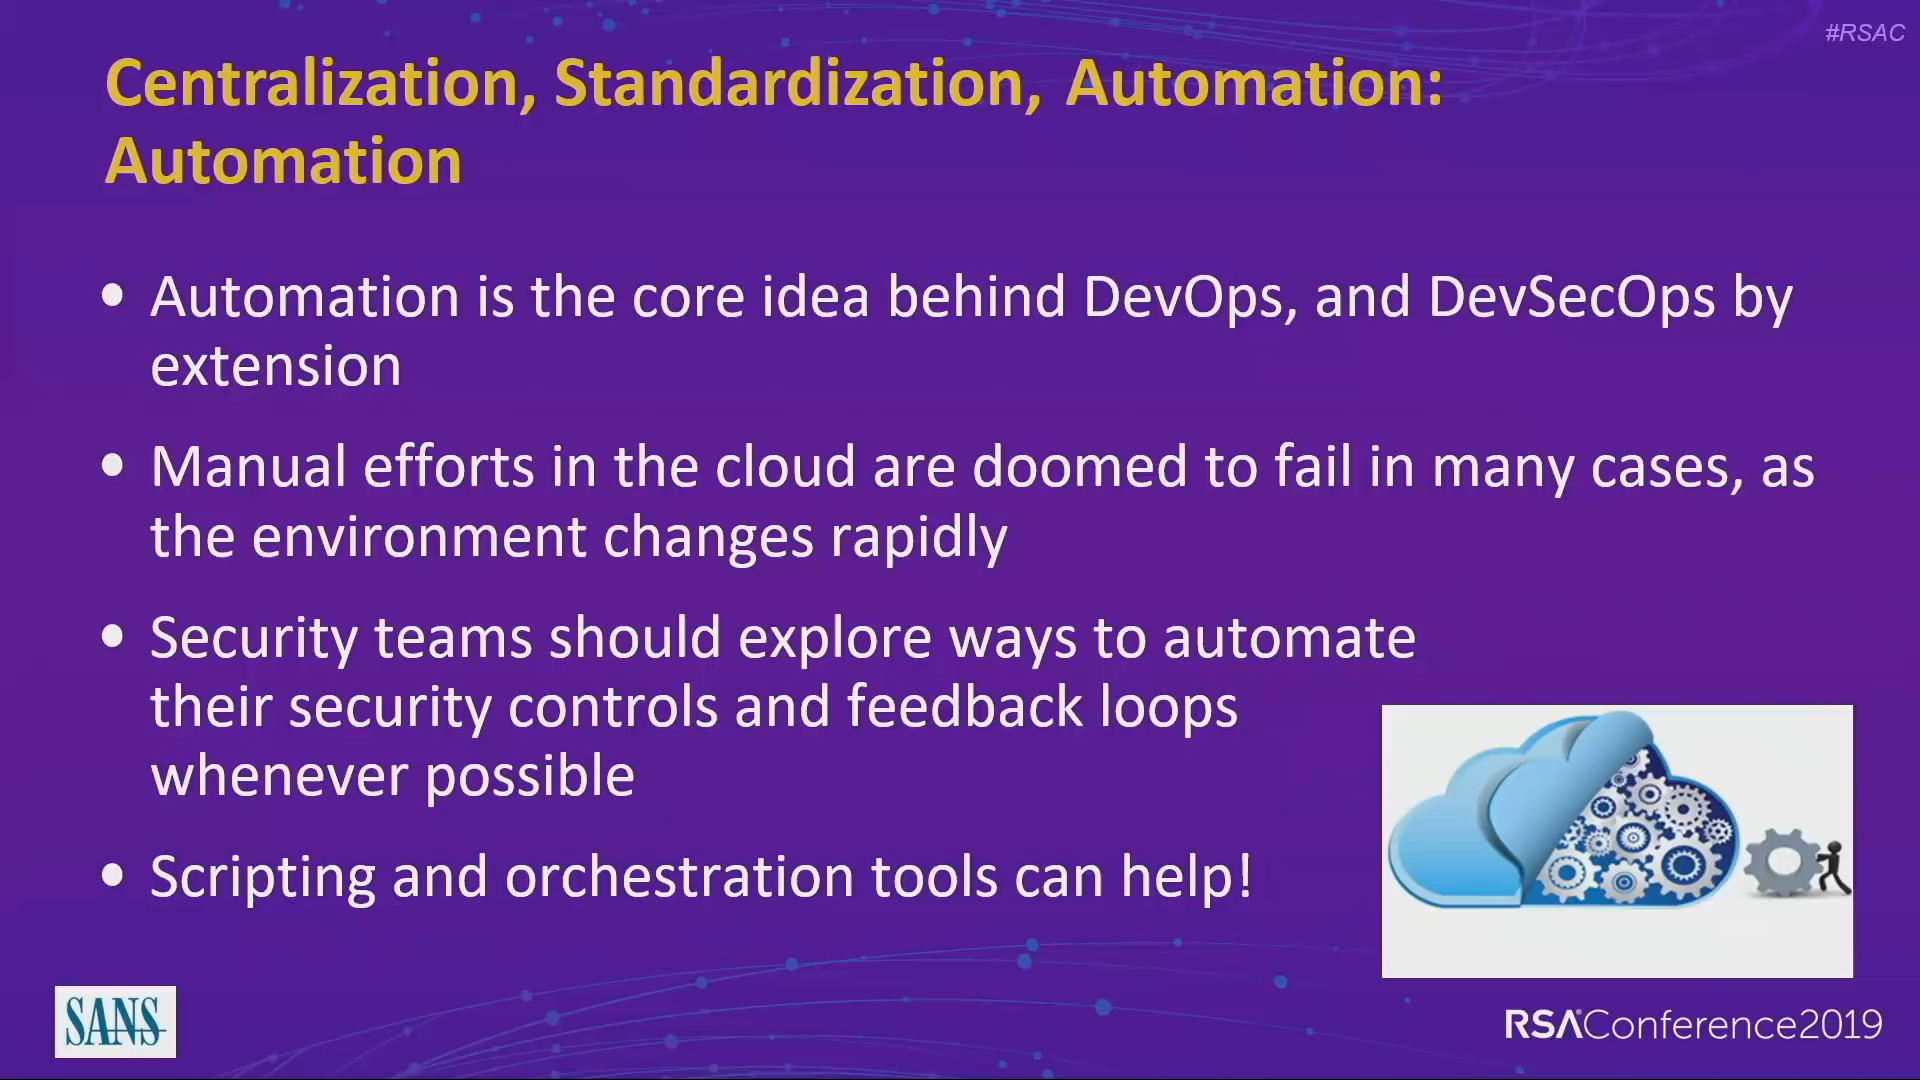 #RSAC
Centralization, Standardization, Automation:
Automation
• Automation is the core idea behind DevOps, and DevSecOps by
extension
• Manual efforts in the cloud are doomed to fail in many cases, as
the environment changes rapidly
• Security teams should explore ways to automate
their security controls and feedback loops
whenever possible
• Scripting and orchestration tools can help!
SANS
RSA®Conference2019